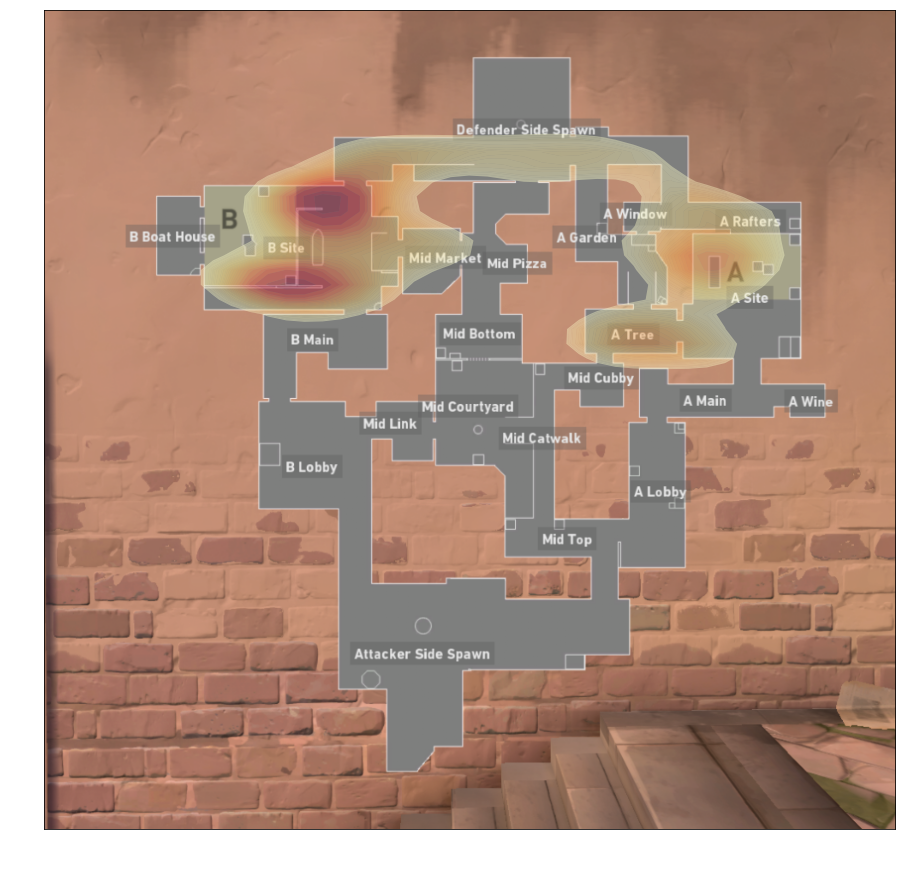 Defender Side Spawn
A Window
B
A Rafters
B Boat House
A Garden
B Site
Mid Market
Mid Pizza
A
A Site
Mid Bottom
A Tree
B Main
Mid Cubby
A Main
A Wine
Mid Courtyard
Mid Link
Mid Catwalk
B Lobby
A Lobby
Mid Top
Attacker Side Spawn